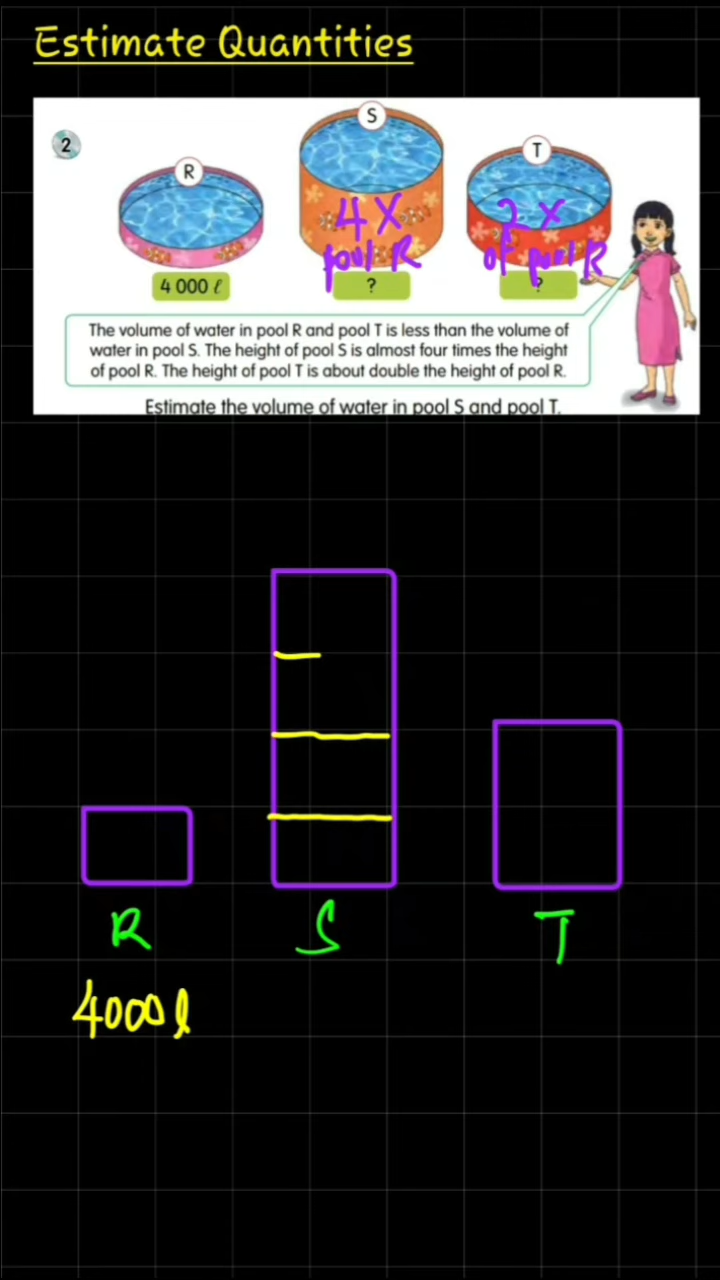 Estimate Quantities
2
R
S
T
4 X
pool R
2 X
of pool R
4 000 ℓ
?
?
The volume of water in pool R and pool T is less than the volume of
water in pool S. The height of pool S is almost four times the height
of pool R. The height of pool T is about double the height of pool R.
Estimate the volume of water in pool S and pool T.
R
S
T
4000 l